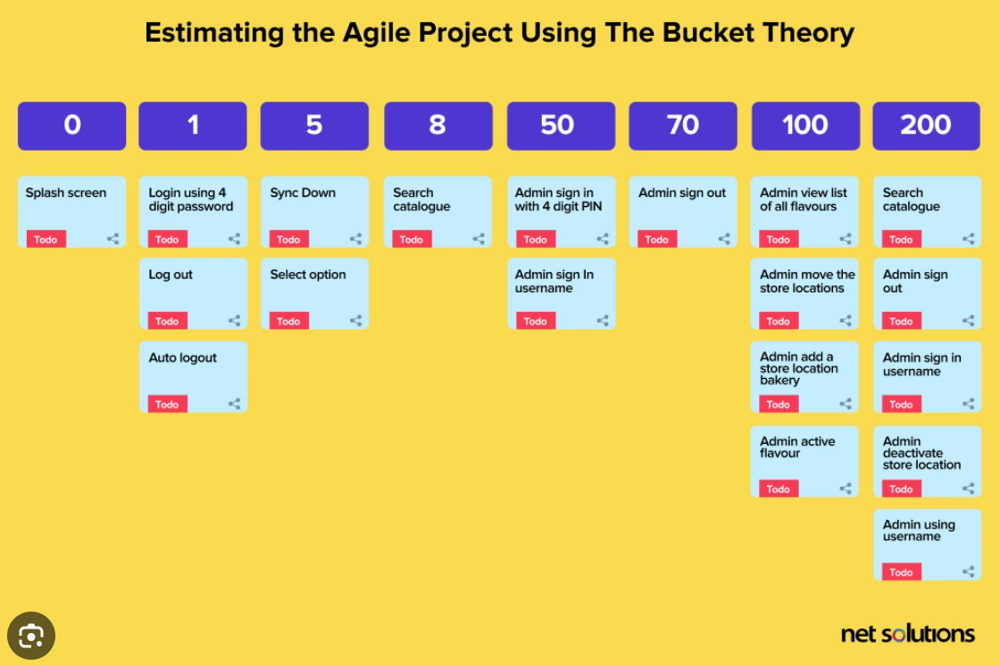 Estimating the Agile Project Using The Bucket Theory
0
1
5
8
50
70
100
200
Splash screen
Todo
Login using 4
digit password
Todo
Log out
Todo
Auto logout
Todo
Sync Down
Todo
Select option
Todo
Search
catalogue
Todo
Admin sign in
with 4 digit PIN
Todo
Admin sign In
username
Todo
Admin sign out
Todo
Admin view list
of all flavours
Todo
Admin move the
store locations
Todo
Admin add a
store location
bakery
Todo
Admin active
flavour
Todo
Search
catalogue
Todo
Admin sign
out
Todo
Admin sign in
username
Todo
Admin
deactivate
store location
Todo
Admin using
username
Todo
net solutions